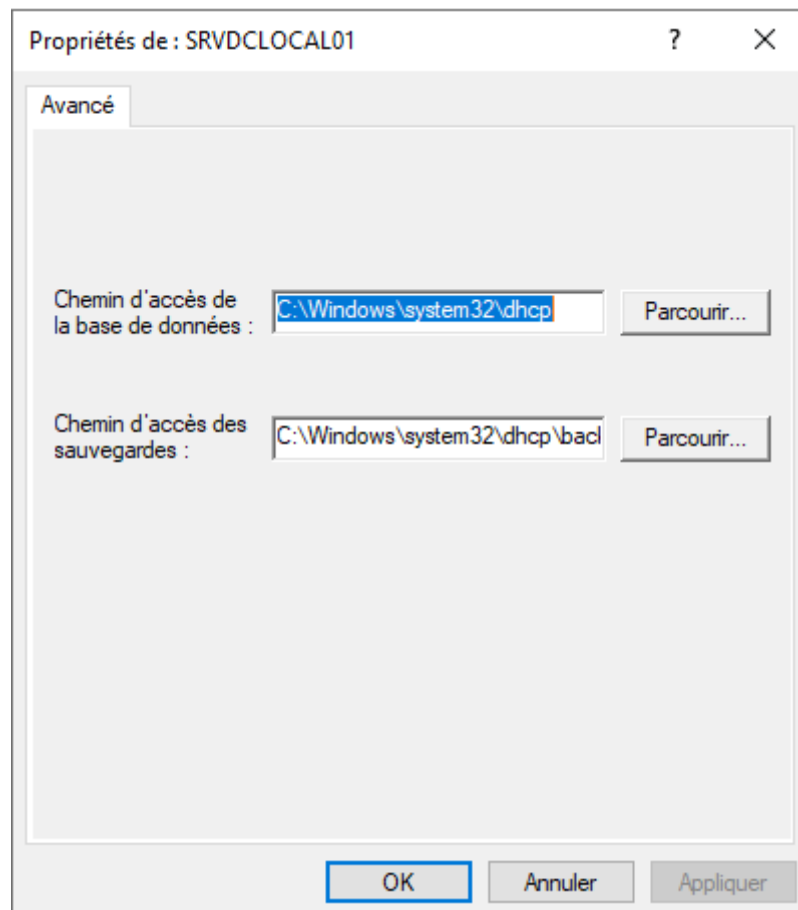 Propriétés de : SRVDCLOCAL01
?
Avancé
Chemin d'accès de
la base de données :
C:\Windows\system32\dhcp
Parcourir...
Chemin d'accès des
sauvegardes :
C:\Windows\system32\dhcp\bacl
Parcourir...
OK
Annuler
Appliquer